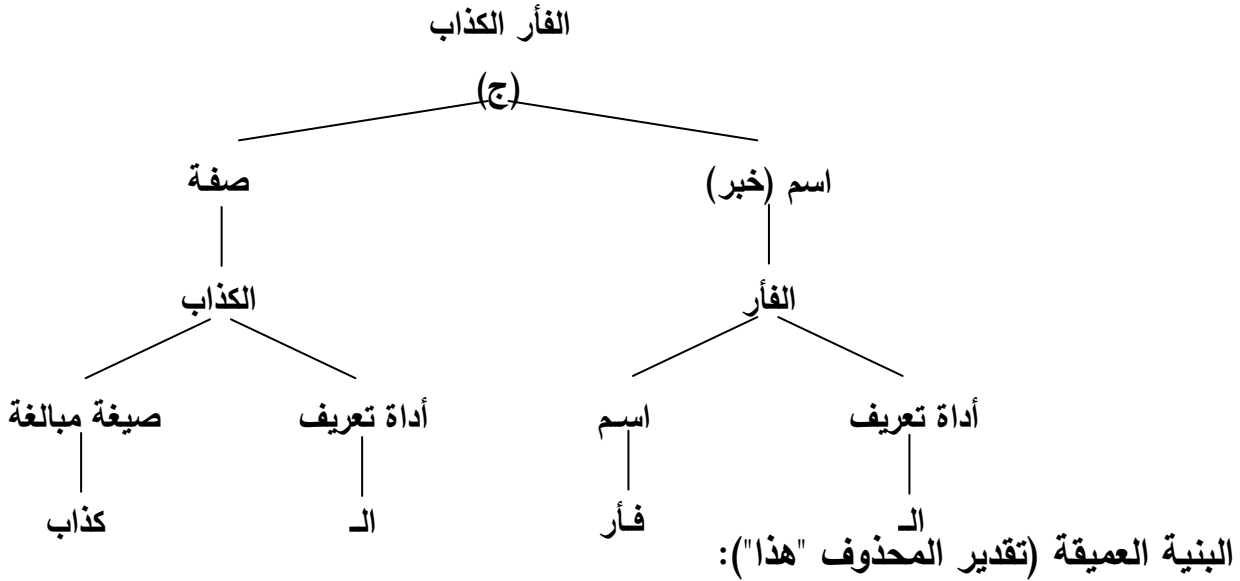 الفأر الكذاب
(ج)
اسم (خبر) صفة
الفأر الكذاب
أداة تعريف اسم أداة تعريف صيغة مبالغة
الـ فأر الـ كذاب
البنية العميقة (تقدير المحذوف "هذا"):